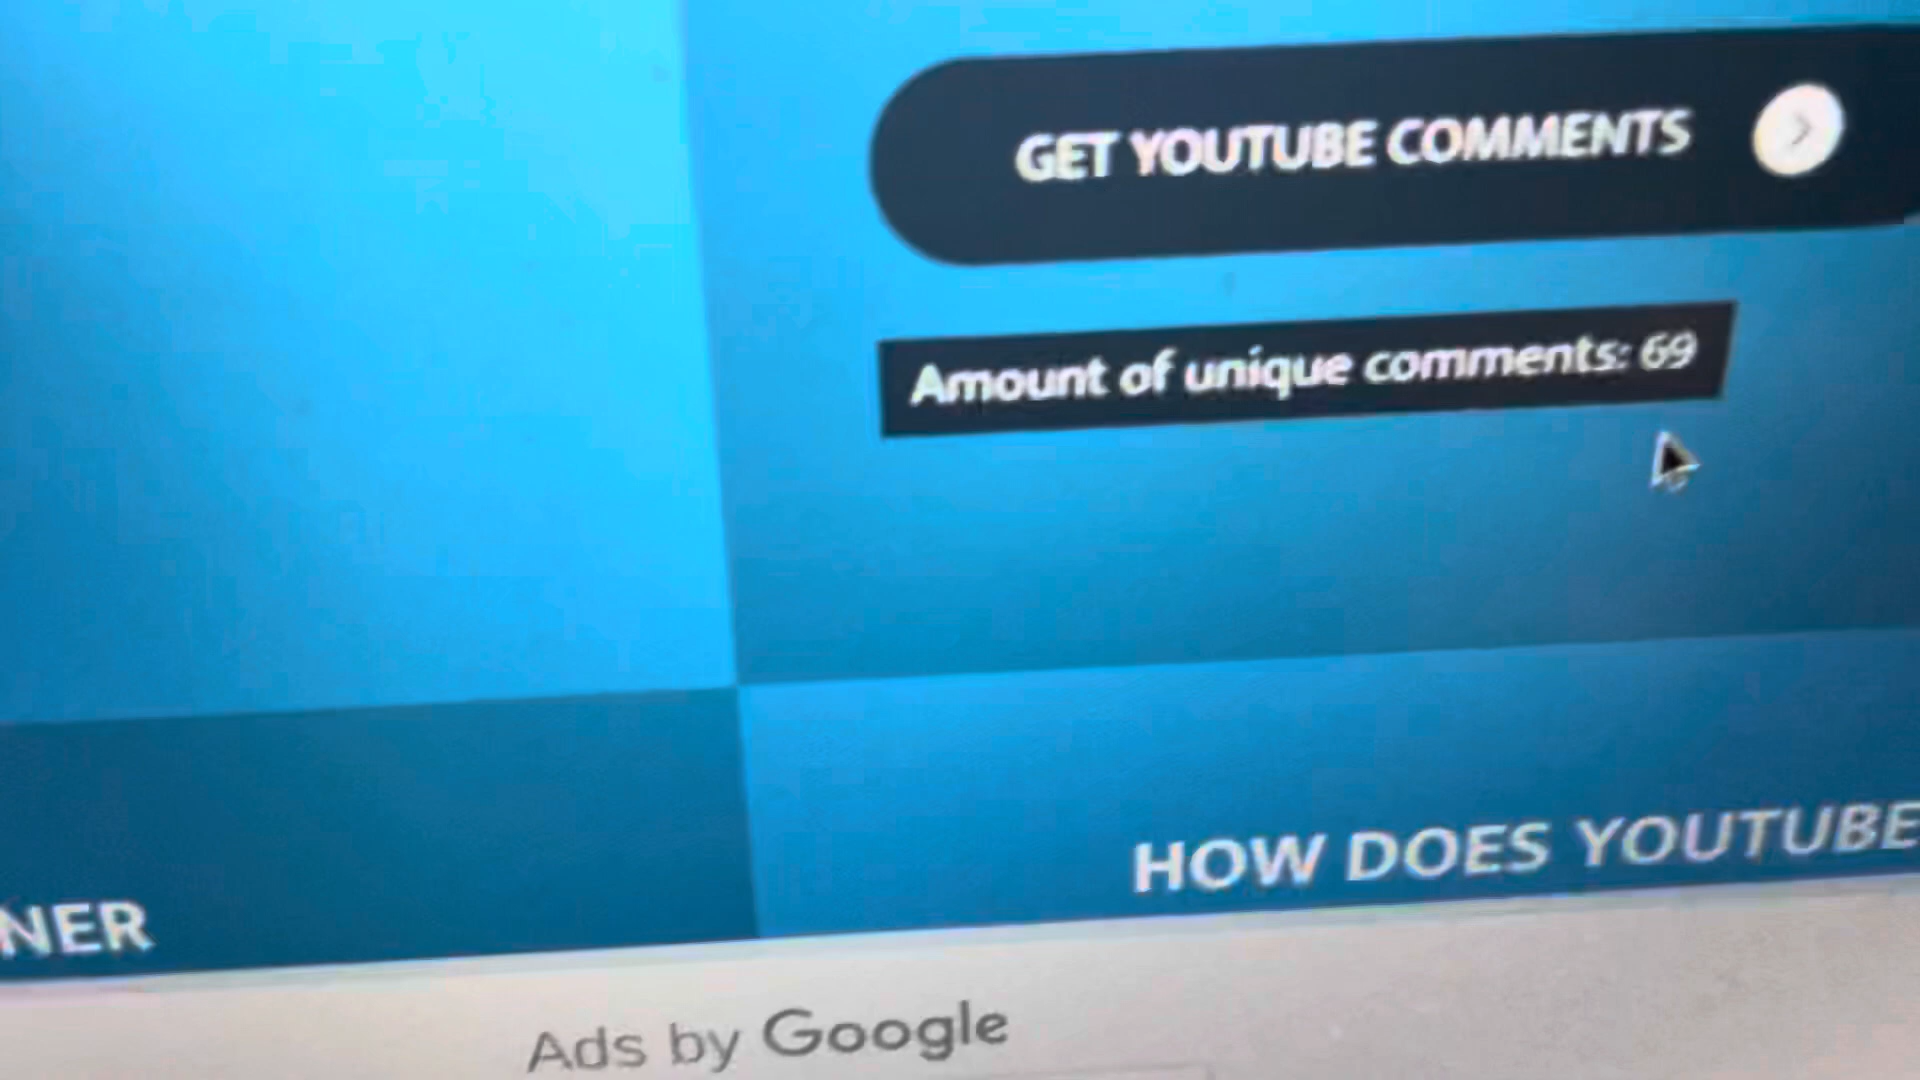 GET YOUTUBE COMMENTS
Amount of unique comments: 69
HOW DOES YOUTUBE
NER
Ads by Google